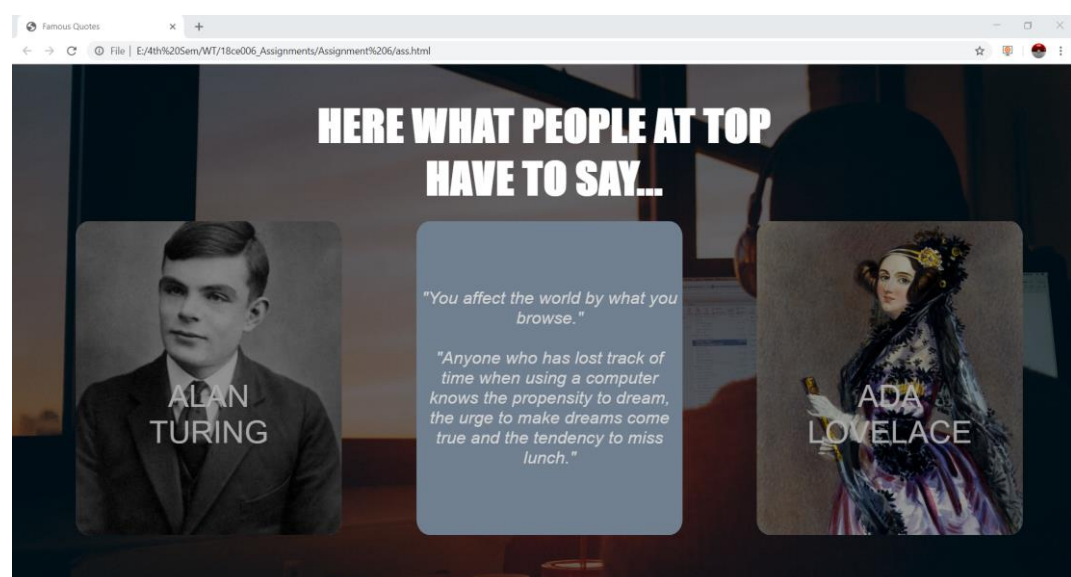 Famous Quotes
File | E:/4th%20Sem/WT/18ce006_Assignments/Assignment%206/ass.html
HERE WHAT PEOPLE AT TOP
HAVE TO SAY...
ALAN
TURING
"You affect the world by what you
browse."
"Anyone who has lost track of
time when using a computer
knows the propensity to dream,
the urge to make dreams come
true and the tendency to miss
lunch."
ADA
LOVELACE